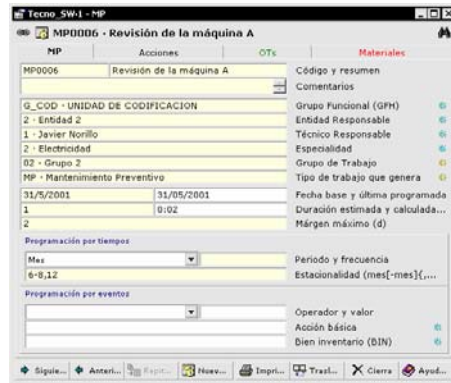 Tecno_SW-1 - MP
MP0006 - Revisión de la máquina A
MP Acciones OTs Materiales
MP0006 Revisión de la máquina A Código y resumen
Comentarios
G_COD - UNIDAD DE CODIFICACION Grupo Funcional (GFH)
2 - Entidad 2 Entidad Responsable
1 - Javier Norillo Técnico Responsable
2 - Electricidad Especialidad
02 - Grupo 2 Grupo de Trabajo
MP - Mantenimiento Preventivo Tipo de trabajo que genera
31/5/2001 31/05/2001 Fecha base y última programada
1 0:02 Duración estimada y calculada...
2 Márgen máximo (d)
Programación por tiempos
Mes Periodo y frecuencia
6-8,12 Estacionalidad (mes[-mes]{,...
Programación por eventos
Operador y valor
Acción básica
Bien inventario (BIN)
Siguie... Anteri... Nuev... Impri... Trasl... Cierra Ayud...